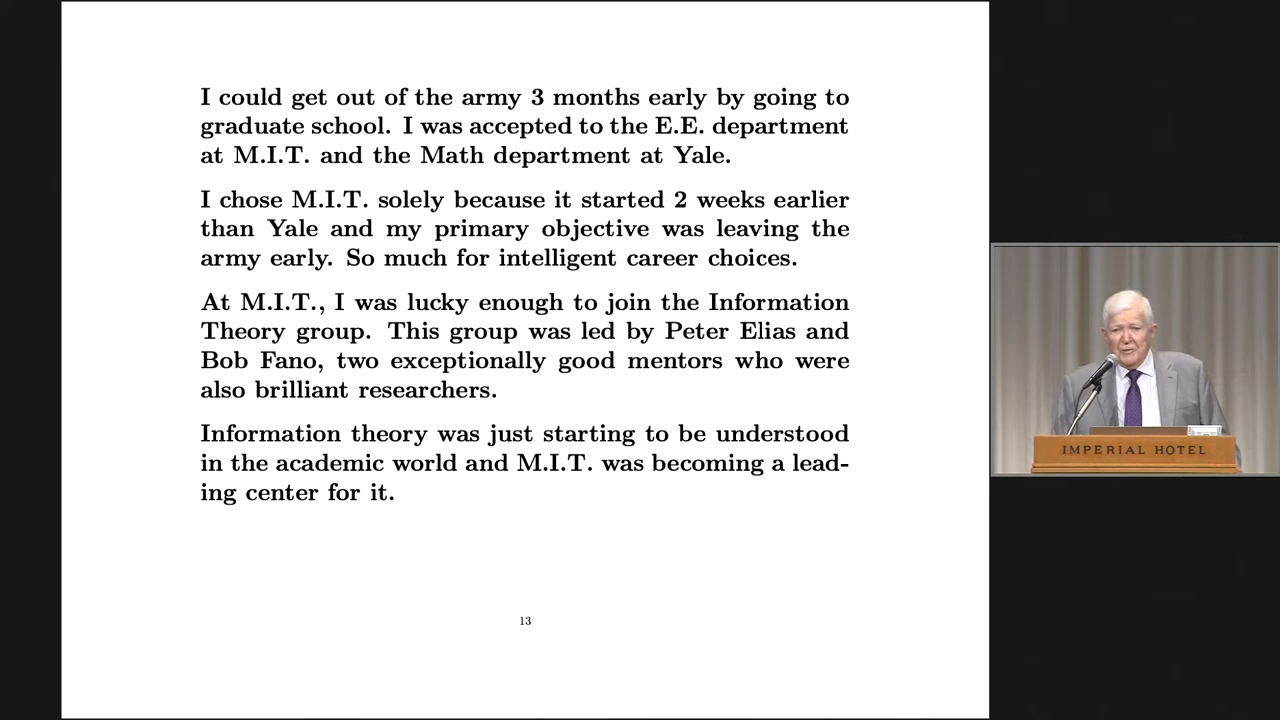 I could get out of the army 3 months early by going to
graduate school. I was accepted to the E.E. department
at M.I.T. and the Math department at Yale.
I chose M.I.T. solely because it started 2 weeks earlier
than Yale and my primary objective was leaving the
army early. So much for intelligent career choices.
At M.I.T., I was lucky enough to join the Information
Theory group. This group was led by Peter Elias and
Bob Fano, two exceptionally good mentors who were
also brilliant researchers.
Information theory was just starting to be understood
in the academic world and M.I.T. was becoming a lead-
ing center for it.
13
IMPERIAL HOTEL